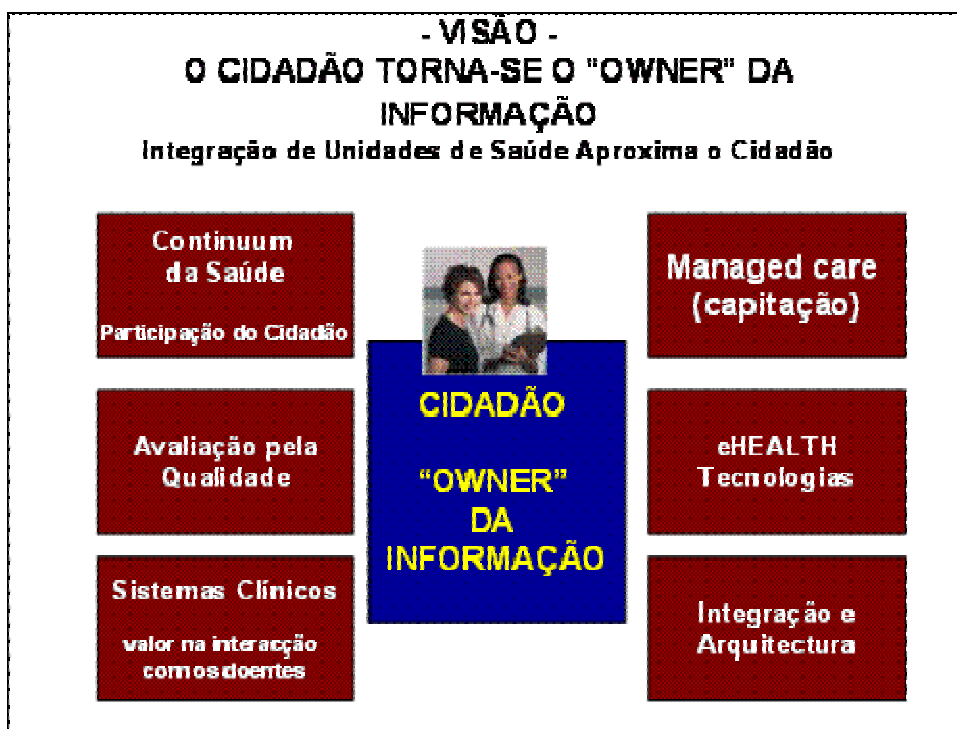 - VISÃO -
O CIDADÃO TORNA-SE O "OWNER" DA
INFORMAÇÃO
Integração de Unidades de Saúde Aproxima o Cidadão
Continuum
da Saúde
Participação do Cidadão
Avaliação pela
Qualidade
Sistemas Clínicos
valor na interacção
com os doentes
CIDADÃO
“OWNER”
DA
INFORMAÇÃO
Managed care
(capitação)
eHEALTH
Tecnologias
Integração e
Arquitectura